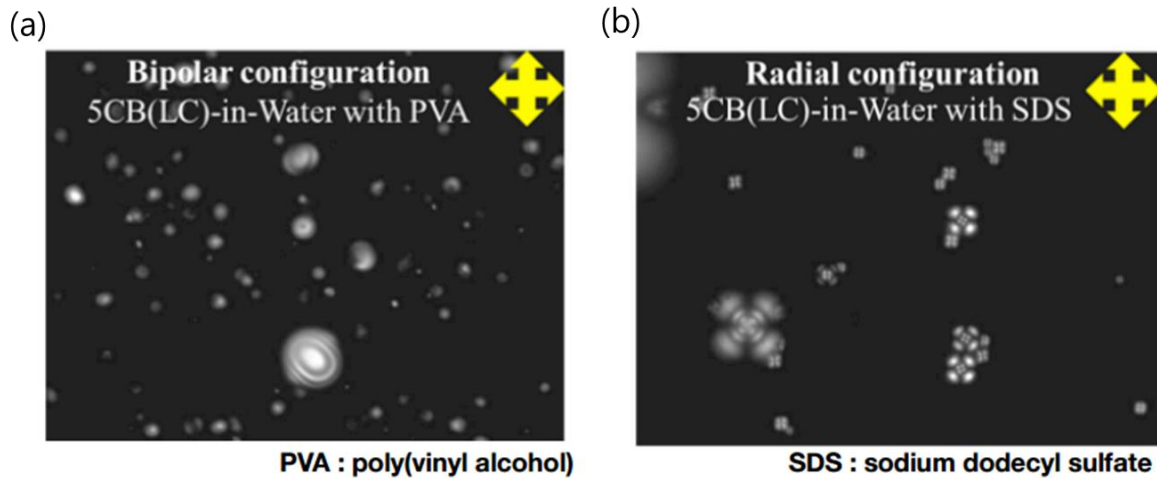 (a)
Bipolar configuration
5CB(LC)-in-Water with PVA
PVA : poly(vinyl alcohol)
(b)
Radial configuration
5CB(LC)-in-Water with SDS
SDS : sodium dodecyl sulfate